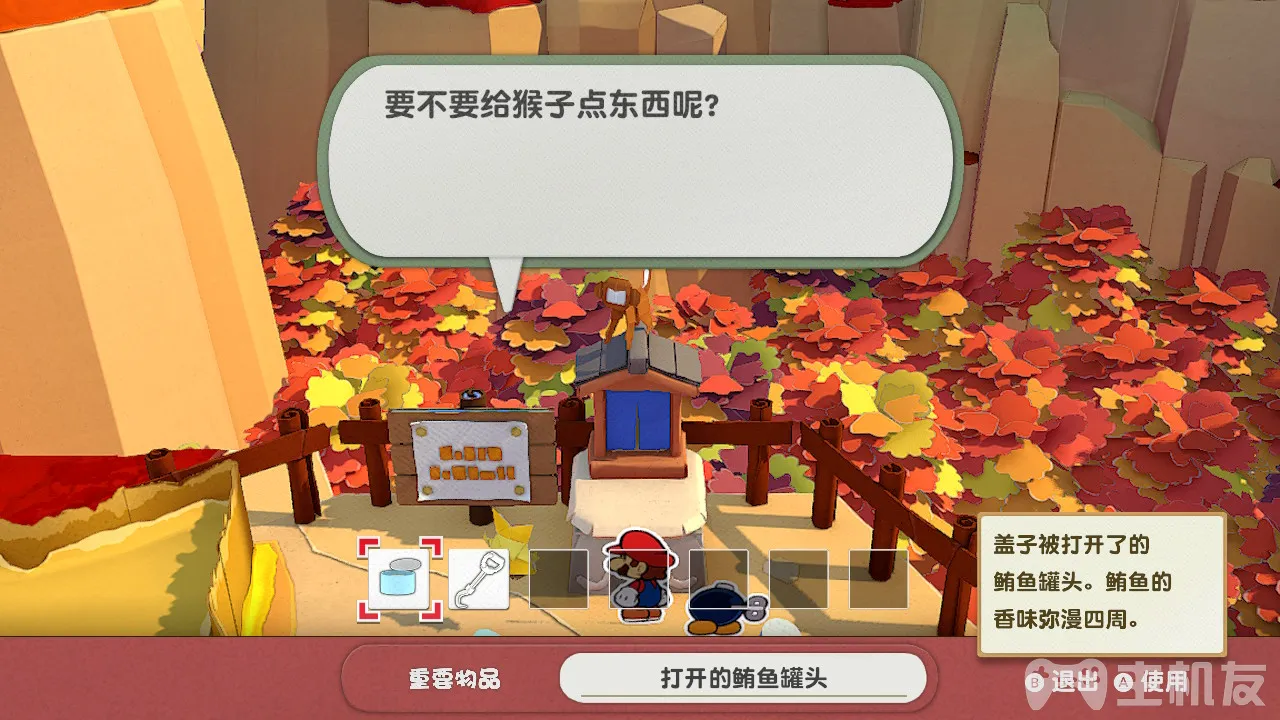 要不要给猴子点东西呢?
盖子被打开了的
鲔鱼罐头。鲔鱼的
香味弥漫四周。
重要物品
打开的鲔鱼罐头
B 退出 A 使用
主机友